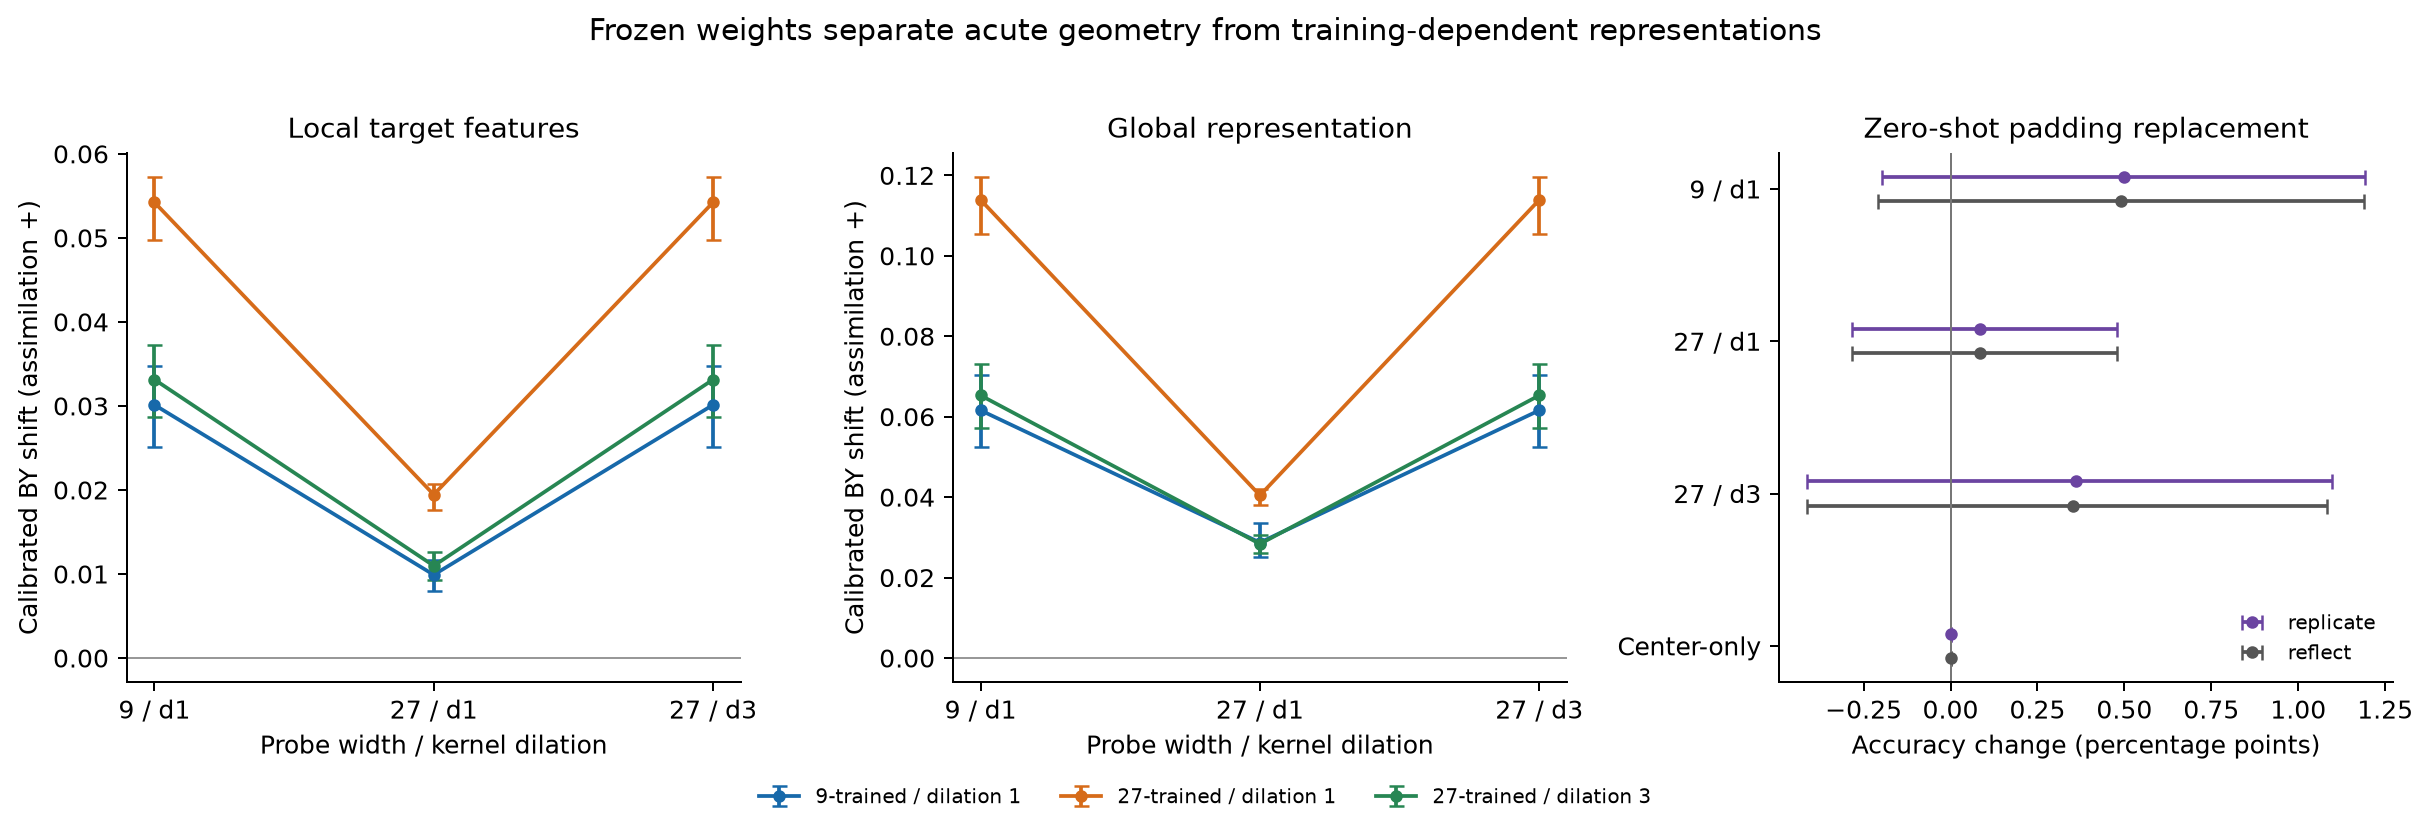 Frozen weights separate acute geometry from training-dependent representations
Local target features
Calibrated BY shift (assimilation +)
0.06
0.05
0.04
0.03
0.02
0.01
0.00
9 / d1
27 / d1
27 / d3
Probe width / kernel dilation
Global representation
Calibrated BY shift (assimilation +)
0.12
0.10
0.08
0.06
0.04
0.02
0.00
9 / d1
27 / d1
27 / d3
Probe width / kernel dilation
Zero-shot padding replacement
9 / d1
27 / d1
27 / d3
Center-only
replicate
reflect
−0.25
0.00
0.25
0.50
0.75
1.00
1.25
Accuracy change (percentage points)
9-trained / dilation 1
27-trained / dilation 1
27-trained / dilation 3